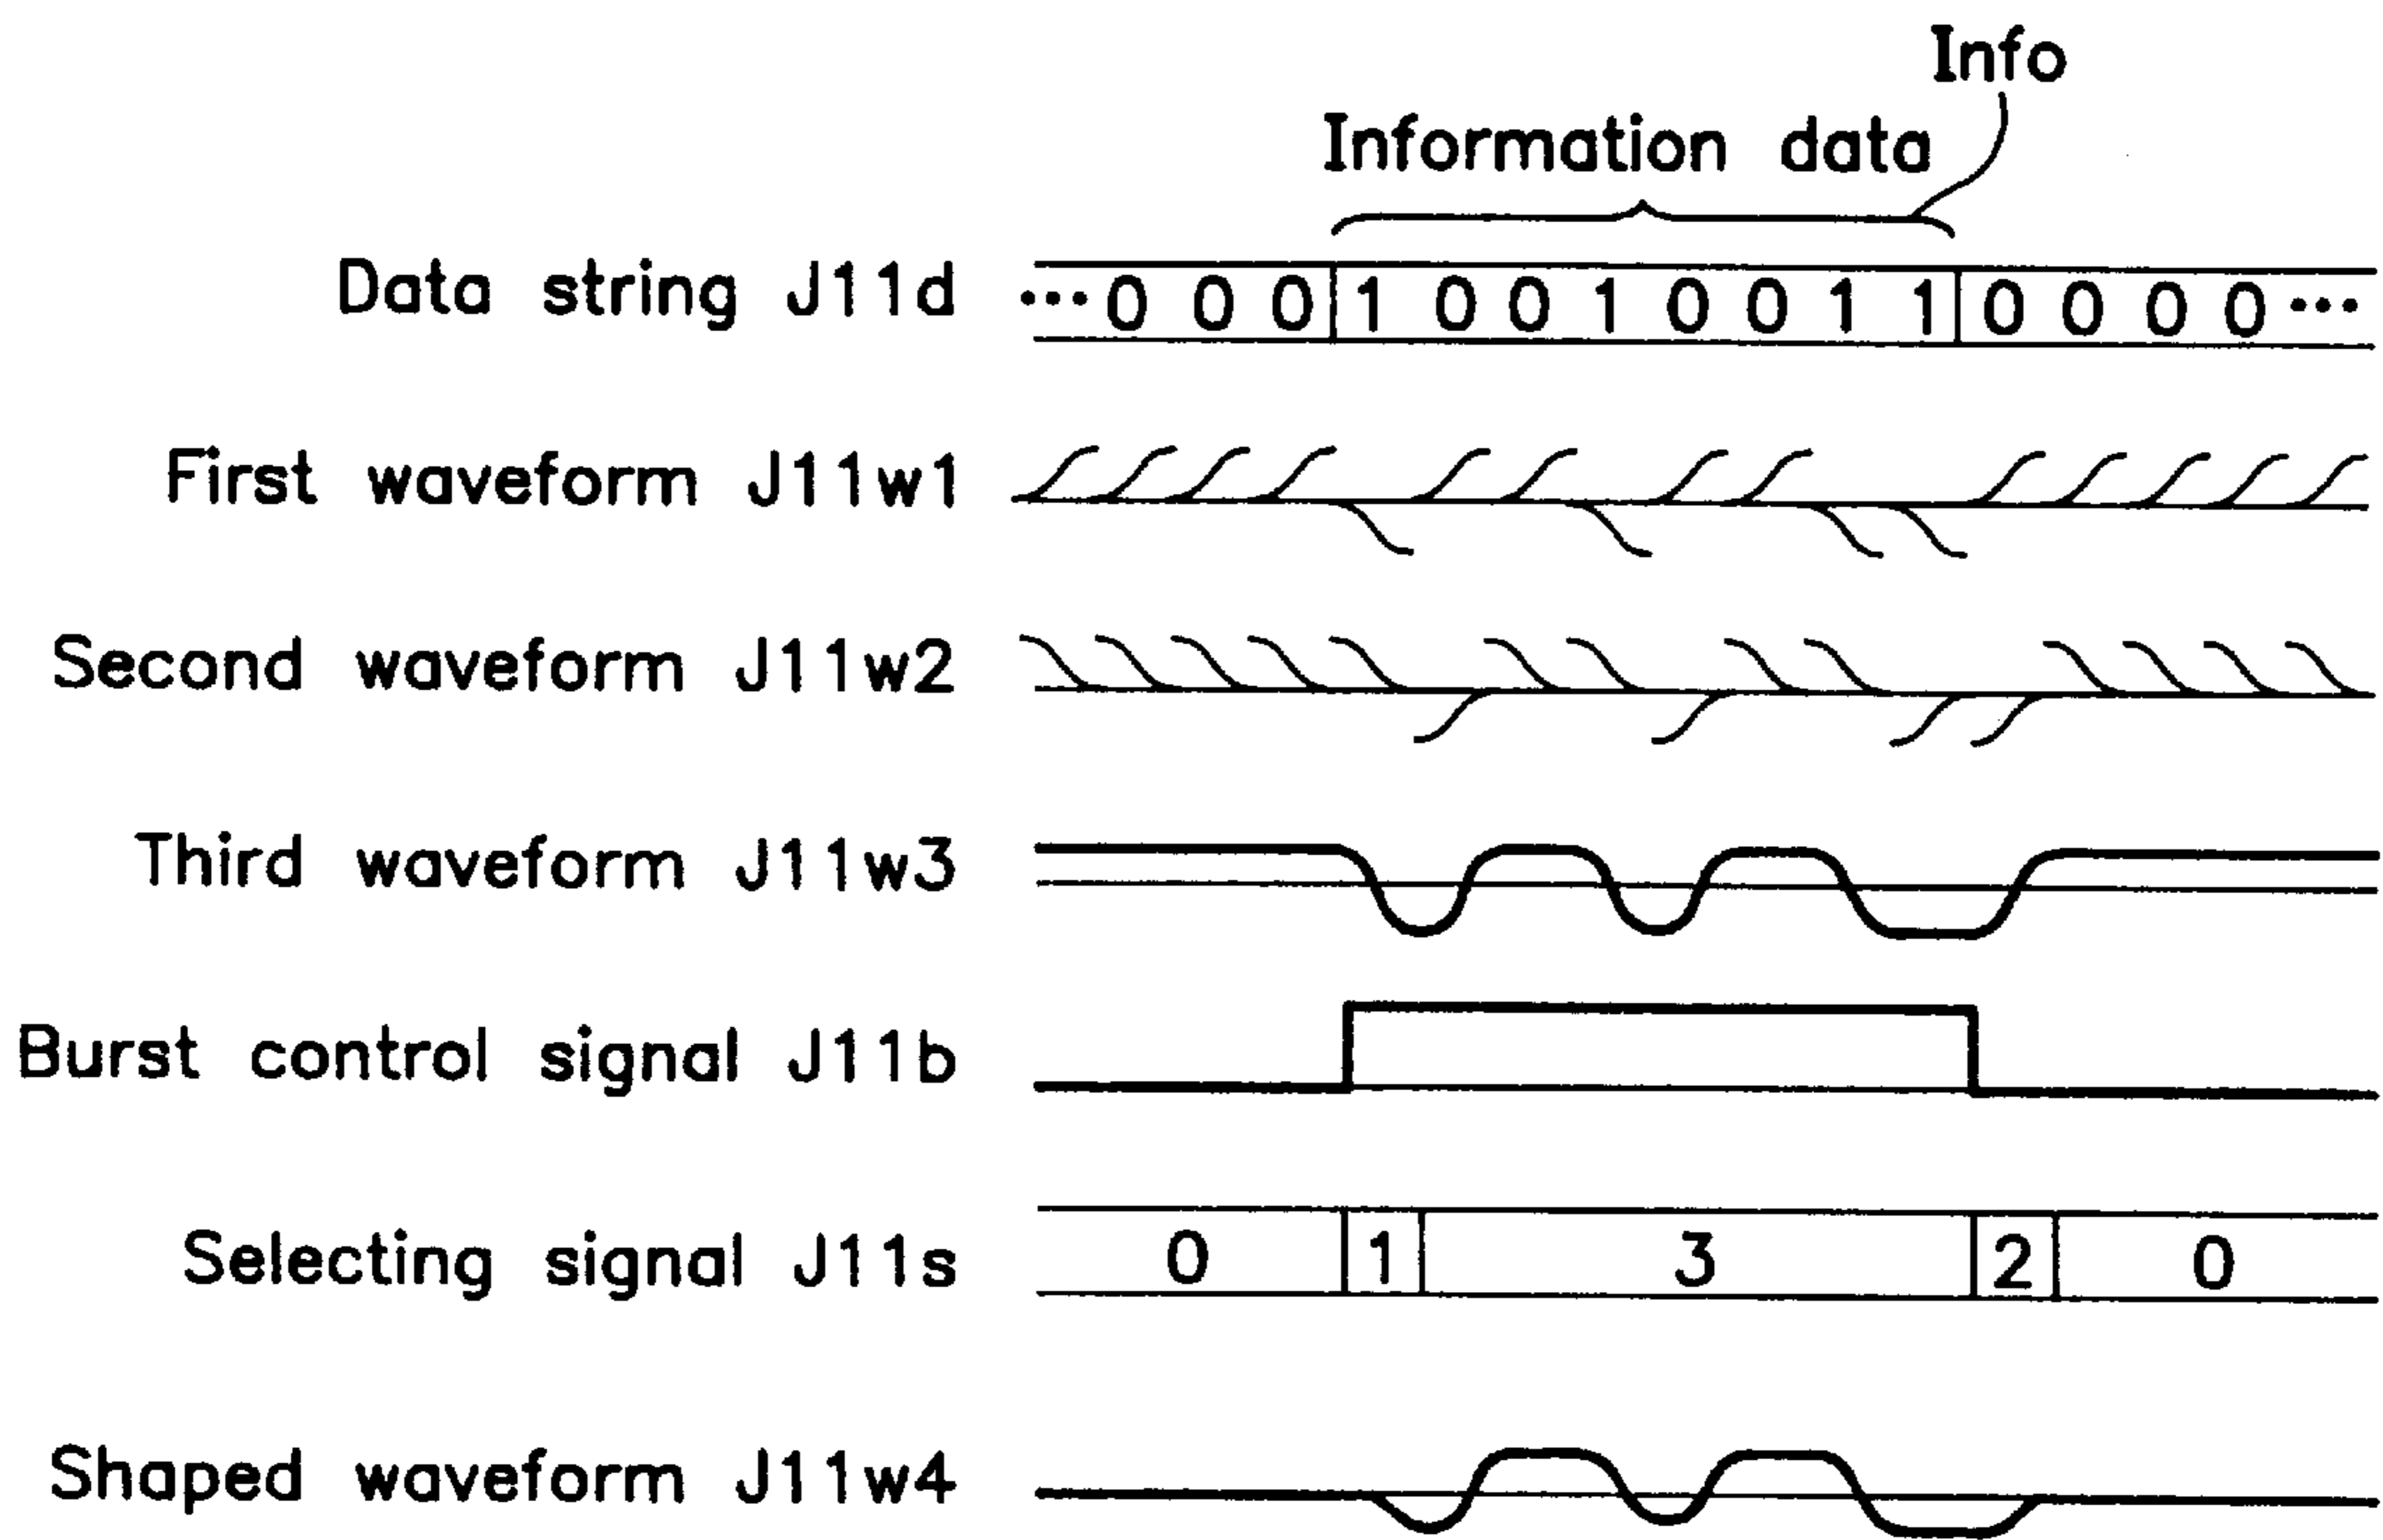 Info
Information data
Data string J11d ···0 0 0 1 0 0 1 0 0 1 1 0 0 0 0···
First waveform J11w1
Second waveform J11w2
Third waveform J11w3
Burst control signal J11b
Selecting signal J11s 0 1 3 2 0
Shaped waveform J11w4